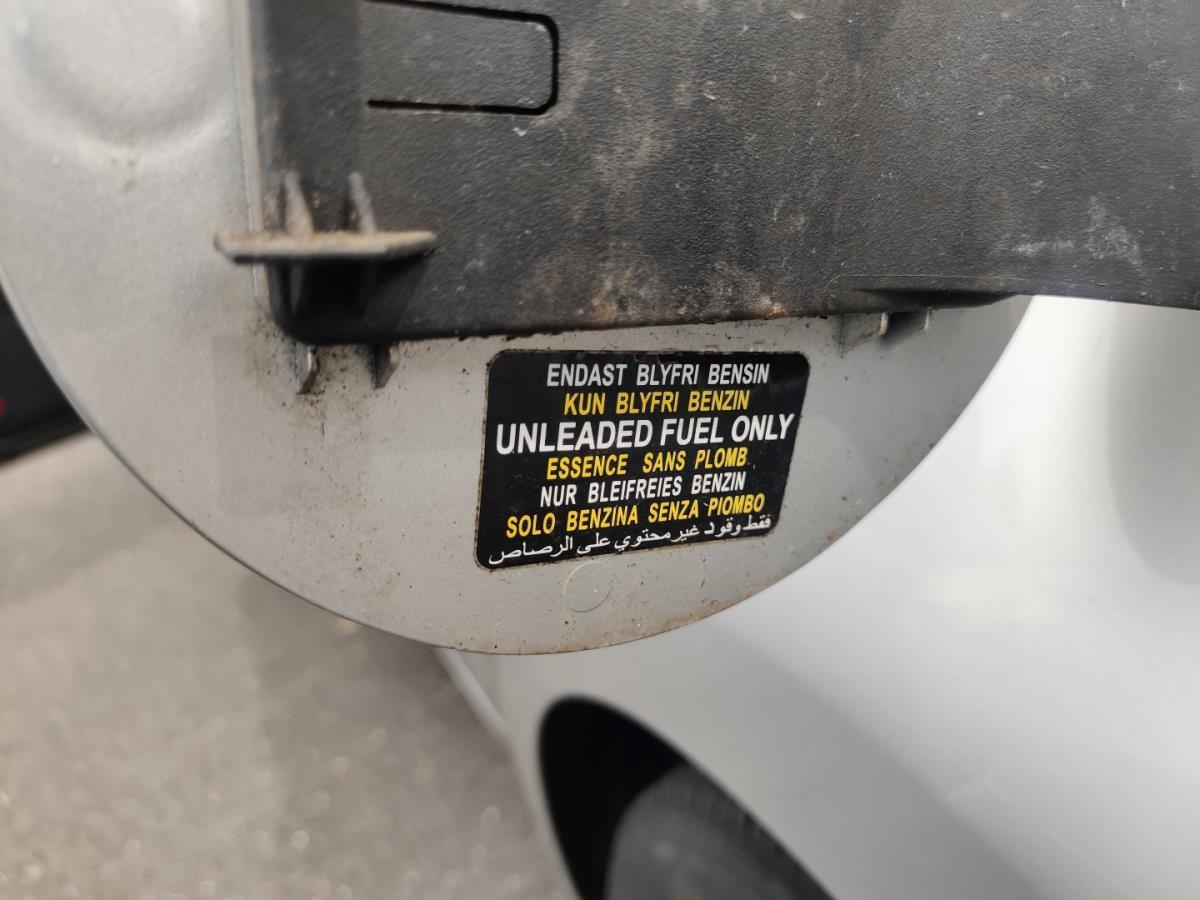 ENDAST BLYFRI BENSIN
KUN BLYFRI BENZIN
UNLEADED FUEL ONLY
ESSENCE SANS PLOMB
NUR BLEIFREIES BENZIN
SOLO BENZINA SENZA PIOMBO
فقط وقود غير محتوي على الرصاص